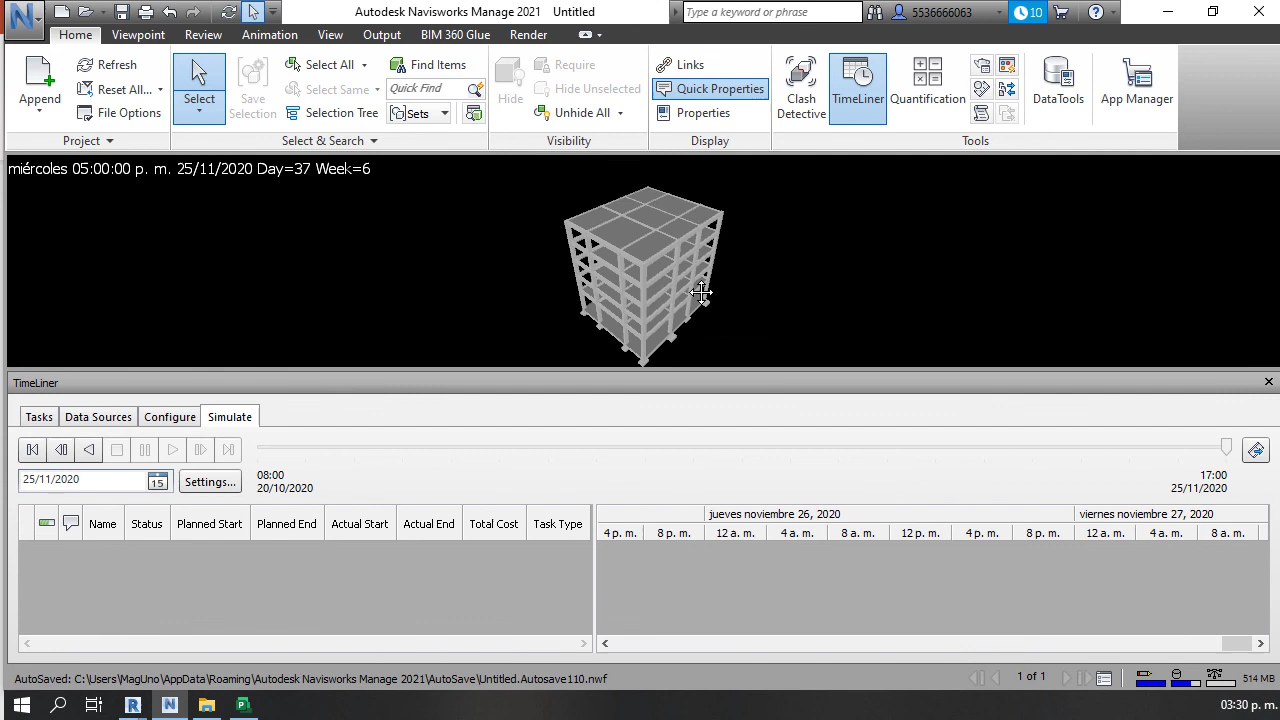 Autodesk Navisworks Manage 2021 Untitled
Type a keyword or phrase
5536666063
10
Home Viewpoint Review Animation View Output BIM 360 Glue Render
Append
Refresh
Reset All...
File Options
Project
Select
Save Selection
Select All
Select Same
Selection Tree
Find Items
Quick Find
Sets
Select & Search
Hide
Require
Hide Unselected
Unhide All
Visibility
Links
Quick Properties
Properties
Display
Clash Detective
TimeLiner
Quantification
DataTools
App Manager
Tools
miércoles 05:00:00 p. m. 25/11/2020 Day=37 Week=6
TimeLiner
Tasks Data Sources Configure Simulate
25/11/2020
15
Settings...
08:00
20/10/2020
17:00
25/11/2020
Name Status Planned Start Planned End Actual Start Actual End Total Cost Task Type
jueves noviembre 26, 2020 viernes noviembre 27, 2020
4 p. m. 8 p. m. 12 a. m. 4 a. m. 8 a. m. 12 p. m. 4 p. m. 8 p. m. 12 a. m. 4 a. m. 8 a. m.
AutoSaved: C:\Users\MagUno\AppData\Roaming\Autodesk Navisworks Manage 2021\AutoSave\Untitled.Autosave110.nwf
1 of 1
514 MB
03:30 p. m.